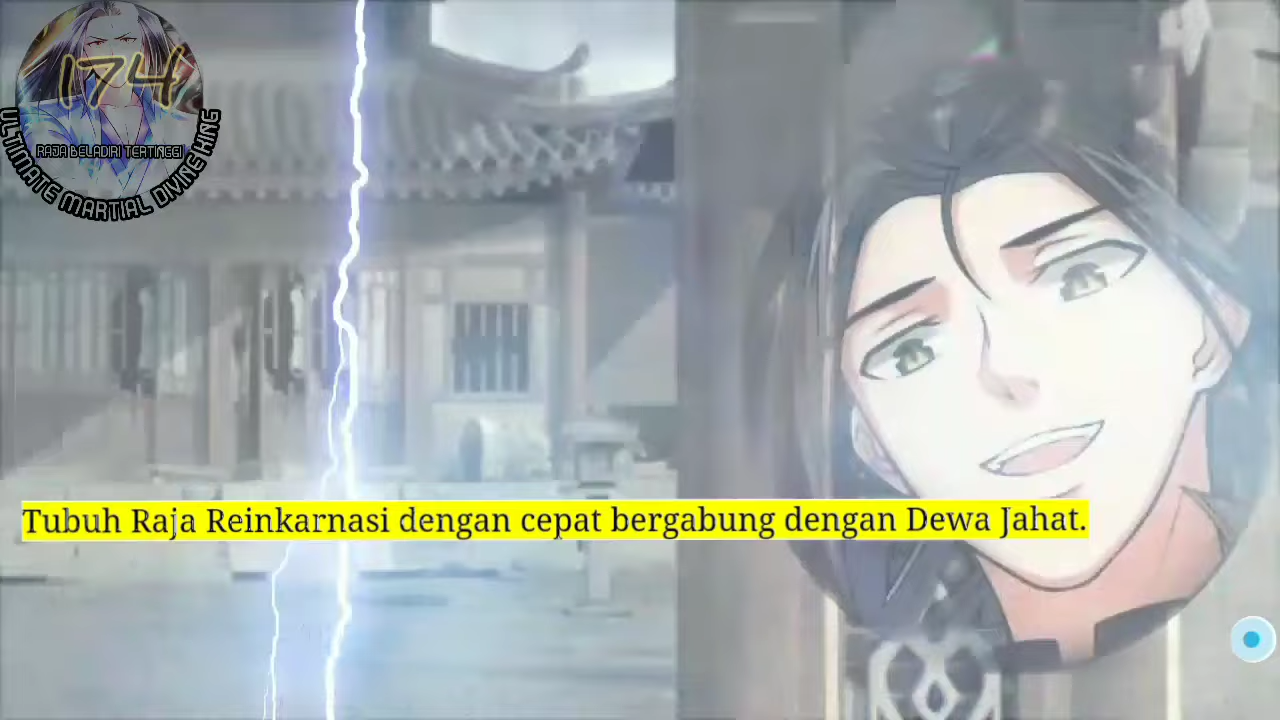 174
RAJA BELADIRI TERTINGGI
ULTIMATE MARTIAL DIVINE KING
Tubuh Raja Reinkarnasi dengan cepat bergabung dengan Dewa Jahat.